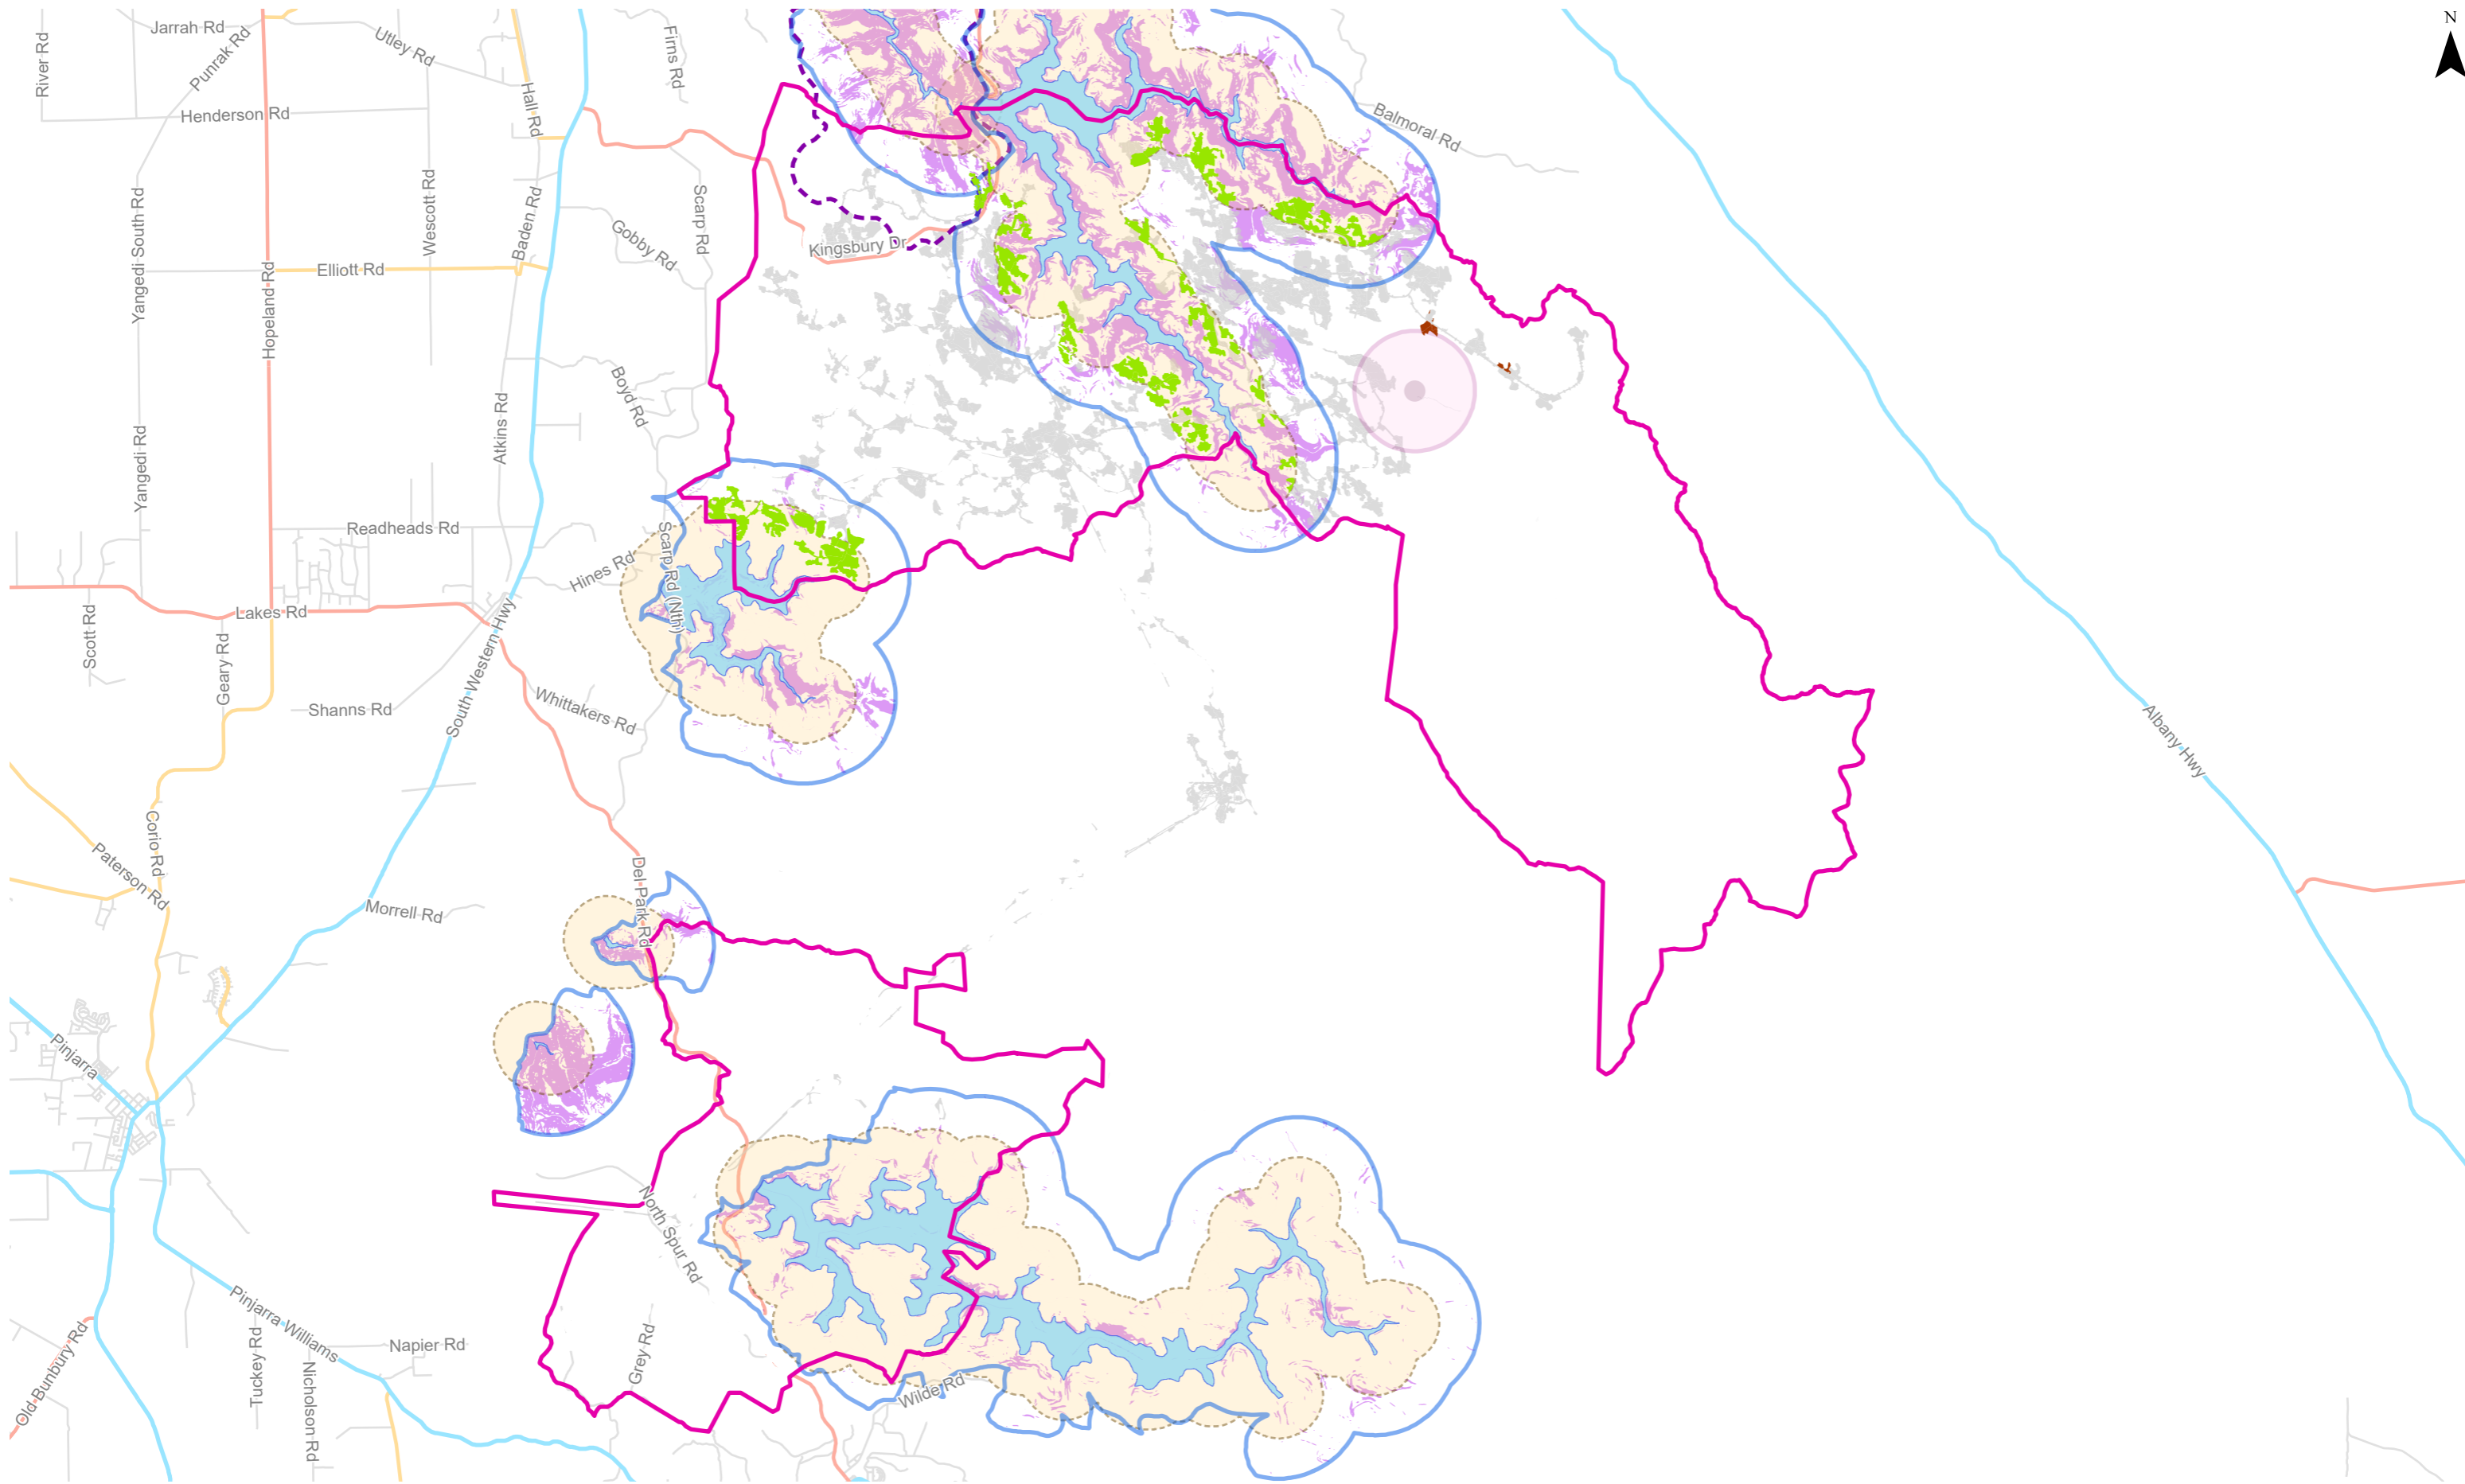 N
River Rd
Jarrah Rd
Punrak Rd
Utley Rd
Firns Rd
Hall Rd
Henderson Rd
Balmoral Rd
Yangedi South Rd
Wescott Rd
Baden Rd
Scarp Rd
Gobby Rd
Kingsbury Dr
Elliott Rd
Hopeland Rd
Boyd Rd
Atkins Rd
Yangedi Rd
Readheads Rd
Scarp Rd (Nth)
Hines Rd
Lakes Rd
Scott Rd
Geary Rd
South Western Hwy
Shanns Rd
Whittakers Rd
Albany Hwy
Corio Rd
Paterson Rd
Del Park Rd
Morrell Rd
Pinjarra
North Spur Rd
Pinjarra Williams
Napier Rd
Tuckey Rd
Nicholson Rd
Old Bunbury Rd
Grey Rd
Wilde Rd